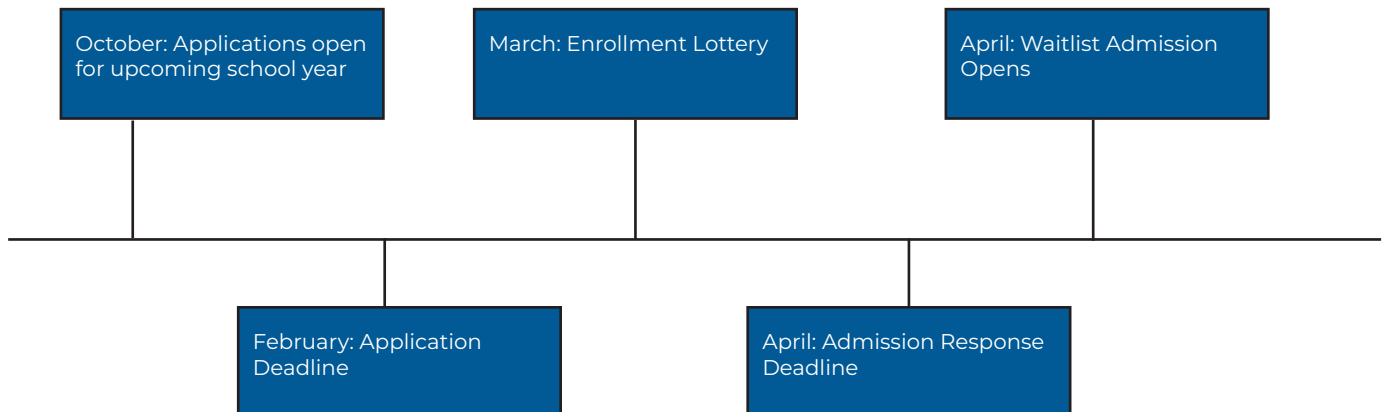 October: Applications open
for upcoming school year
February: Application
Deadline
March: Enrollment Lottery
April: Admission Response
Deadline
April: Waitlist Admission
Opens